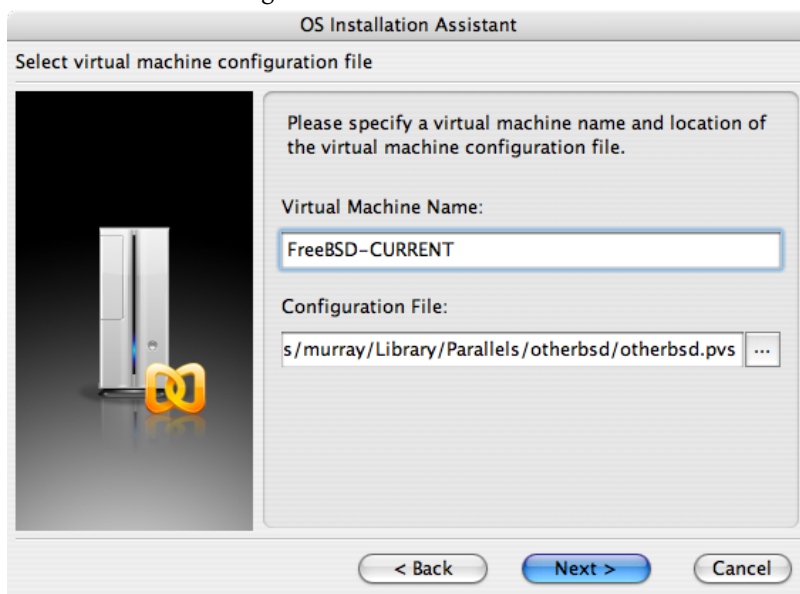 OS Installation Assistant
Select virtual machine configuration file
Please specify a virtual machine name and location of
the virtual machine configuration file.
Virtual Machine Name:
FreeBSD-CURRENT
Configuration File:
s/murray/Library/Parallels/otherbsd/otherbsd.pvs ...
< Back Next > Cancel